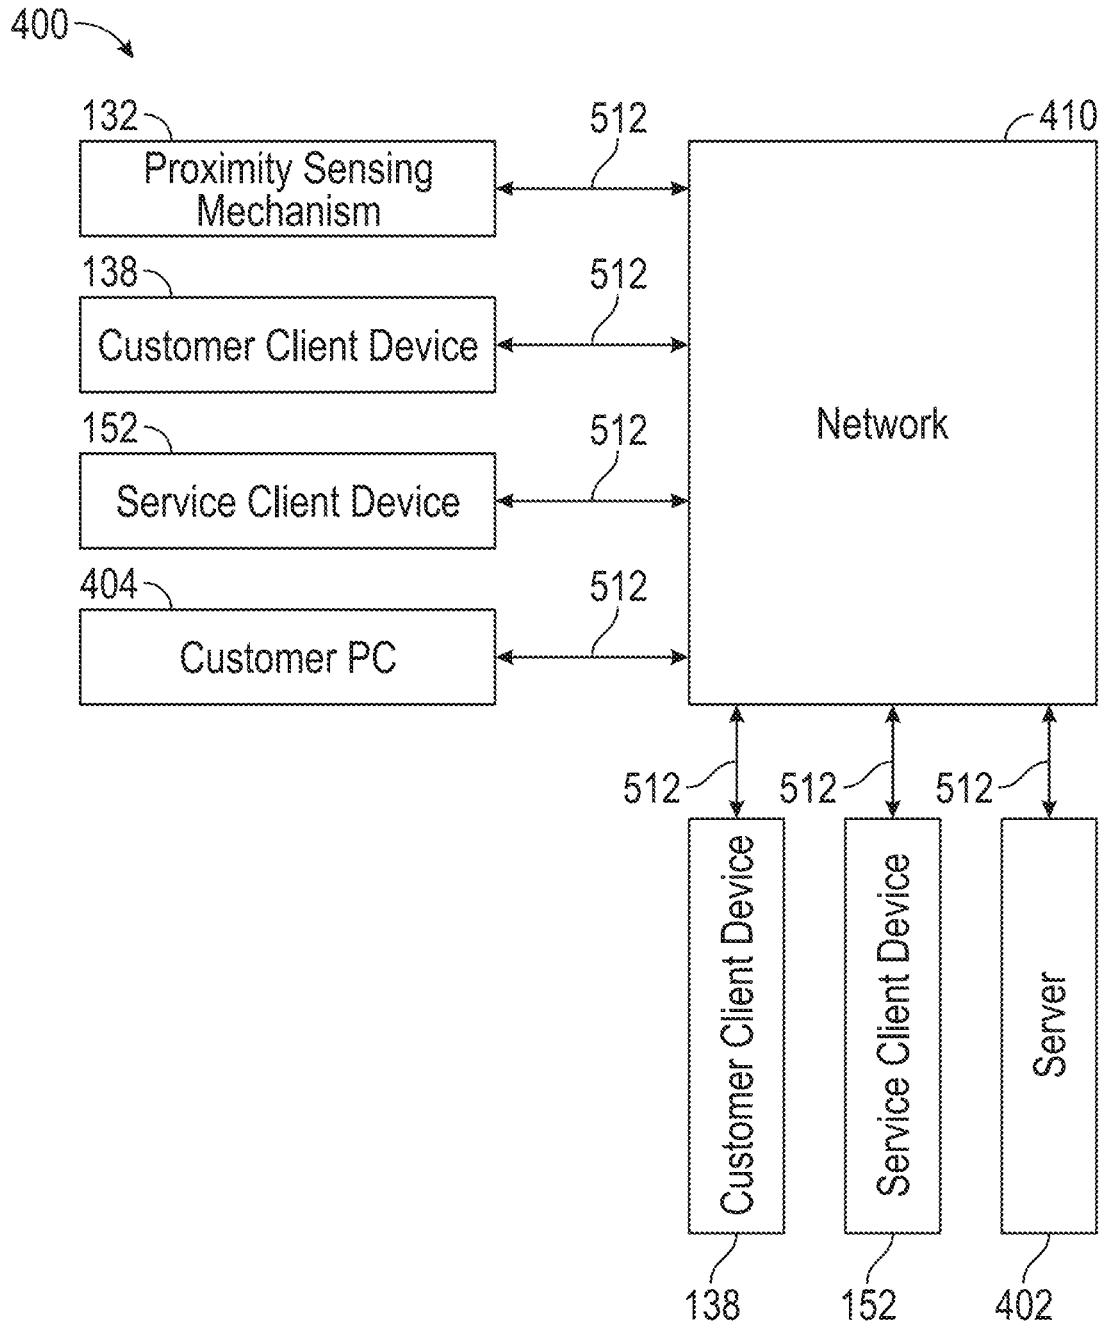 400
132
512
410
Proximity Sensing
Mechanism
138
512
Customer Client Device
Network
152
512
Service Client Device
404
512
Customer PC
512
512
512
Customer Client Device
Service Client Device
Server
138
152
402